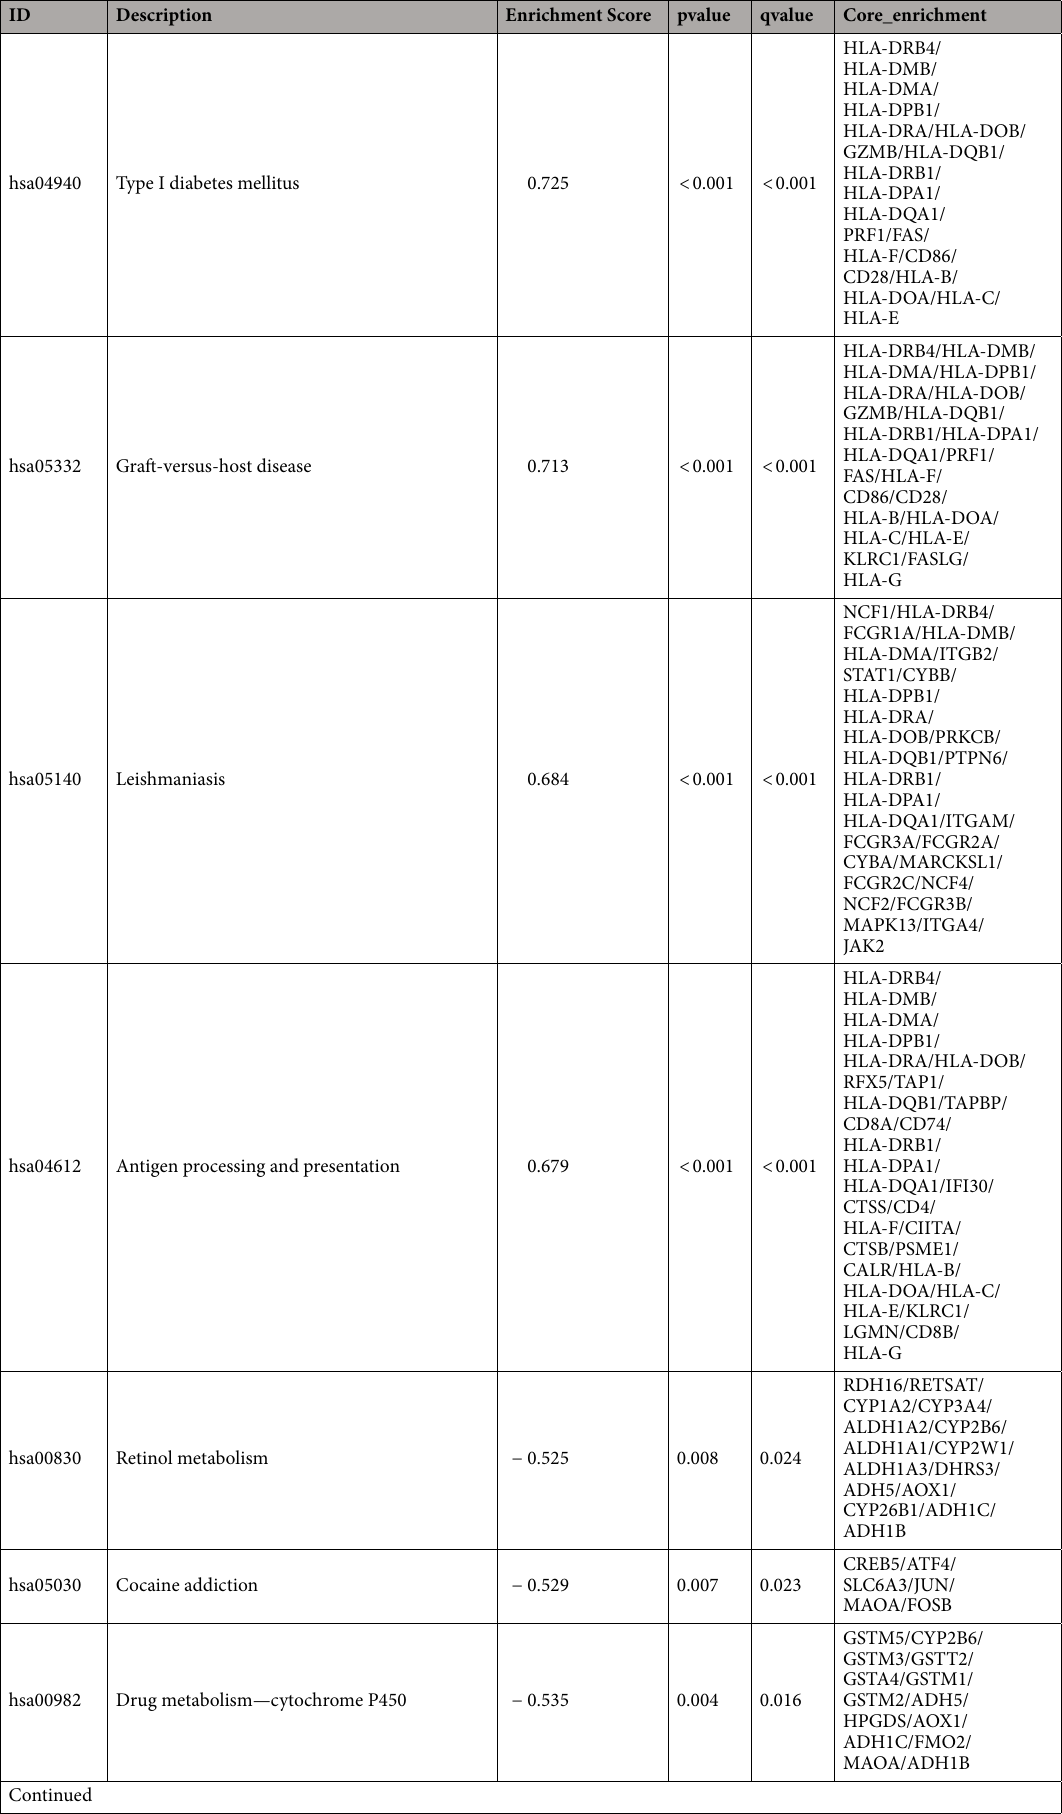 ID Description Enrichment Score pvalue qvalue Core_enrichment
hsa04940 Type I diabetes mellitus 0.725 <0.001 <0.001
HLA-DRB4/
HLA-DMB/
HLA-DMA/
HLA-DPB1/
HLA-DRA/HLA-DOB/
GZMB/HLA-DQB1/
HLA-DRB1/
HLA-DPA1/
HLA-DQA1/
PRF1/FAS/
HLA-F/CD86/
CD28/HLA-B/
HLA-DOA/HLA-C/
HLA-E
hsa05332 Graft-versus-host disease 0.713 <0.001 <0.001
HLA-DRB4/HLA-DMB/
HLA-DMA/HLA-DPB1/
HLA-DRA/HLA-DOB/
GZMB/HLA-DQB1/
HLA-DRB1/HLA-DPA1/
HLA-DQA1/PRF1/
FAS/HLA-F/
CD86/CD28/
HLA-B/HLA-DOA/
HLA-C/HLA-E/
KLRC1/FASLG/
HLA-G
hsa05140 Leishmaniasis 0.684 <0.001 <0.001
NCF1/HLA-DRB4/
FCGR1A/HLA-DMB/
HLA-DMA/ITGB2/
STAT1/CYBB/
HLA-DPB1/
HLA-DRA/
HLA-DOB/PRKCB/
HLA-DQB1/PTPN6/
HLA-DRB1/
HLA-DPA1/
HLA-DQA1/ITGAM/
FCGR3A/FCGR2A/
CYBA/MARCKSL1/
FCGR2C/NCF4/
NCF2/FCGR3B/
MAPK13/ITGA4/
JAK2
hsa04612 Antigen processing and presentation 0.679 <0.001 <0.001
HLA-DRB4/
HLA-DMB/
HLA-DMA/
HLA-DPB1/
HLA-DRA/HLA-DOB/
RFX5/TAP1/
HLA-DQB1/TAPBP/
CD8A/CD74/
HLA-DRB1/
HLA-DPA1/
HLA-DQA1/IFI30/
CTSS/CD4/
HLA-F/CIITA/
CTSB/PSME1/
CALR/HLA-B/
HLA-DOA/HLA-C/
HLA-E/KLRC1/
LGMN/CD8B/
HLA-G
hsa00830 Retinol metabolism − 0.525 0.008 0.024
RDH16/RETSAT/
CYP1A2/CYP3A4/
ALDH1A2/CYP2B6/
ALDH1A1/CYP2W1/
ALDH1A3/DHRS3/
ADH5/AOX1/
CYP26B1/ADH1C/
ADH1B
hsa05030 Cocaine addiction − 0.529 0.007 0.023
CREB5/ATF4/
SLC6A3/JUN/
MAOA/FOSB
hsa00982 Drug metabolism—cytochrome P450 − 0.535 0.004 0.016
GSTM5/CYP2B6/
GSTM3/GSTT2/
GSTA4/GSTM1/
GSTM2/ADH5/
HPGDS/AOX1/
ADH1C/FMO2/
MAOA/ADH1B
Continued